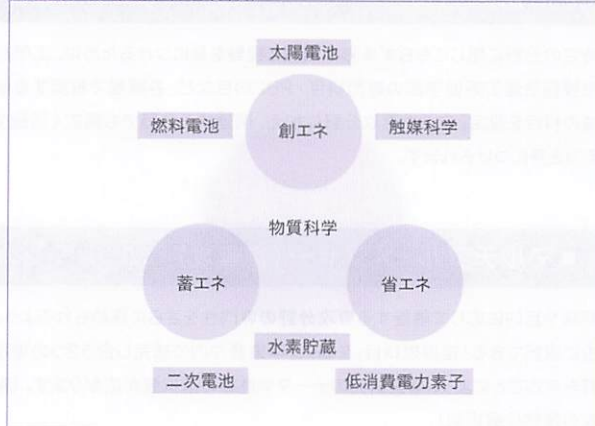 太陽電池
燃料電池
創エネ
触媒科学
物質科学
蓄エネ
省エネ
水素貯蔵
二次電池
低消費電力素子